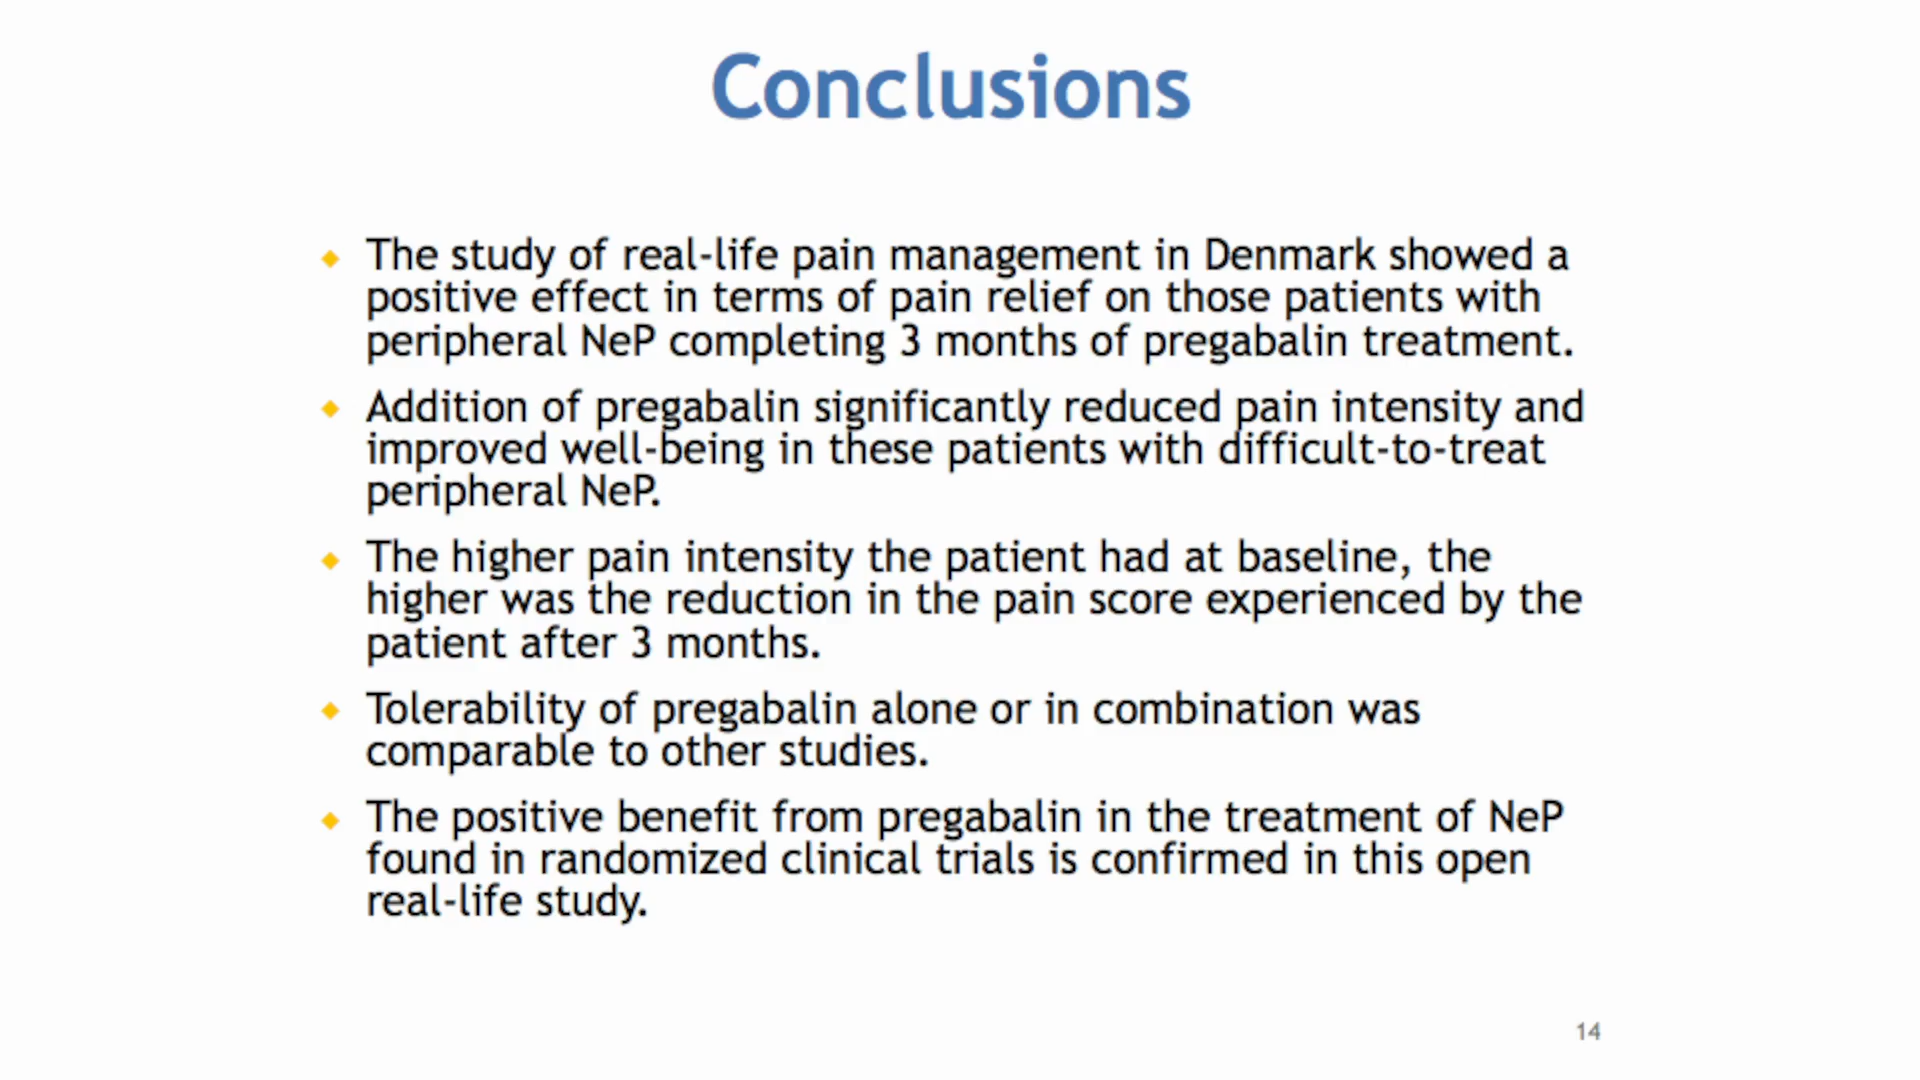 Conclusions
The study of real-life pain management in Denmark showed a
positive effect in terms of pain relief on those patients with
peripheral NeP completing 3 months of pregabalin treatment.
Addition of pregabalin significantly reduced pain intensity and
improved well-being in these patients with difficult-to-treat
peripheral NeP.
The higher pain intensity the patient had at baseline, the
higher was the reduction in the pain score experienced by the
patient after 3 months.
Tolerability of pregabalin alone or in combination was
comparable to other studies.
The positive benefit from pregabalin in the treatment of NeP
found in randomized clinical trials is confirmed in this open
real-life study.
14